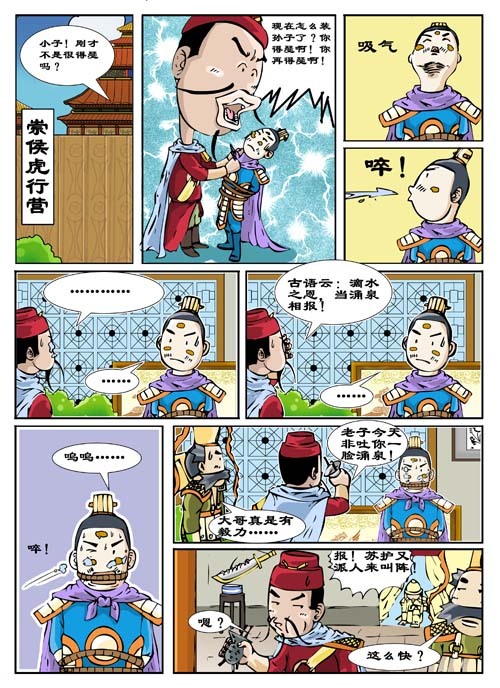 小子！刚才
不是很得瑟
吗？
崇侯虎行营
现在怎么装
孙子了？你
得瑟啊！你
再得瑟啊！
吸气
啐！
…………
……
古语云：滴水
之恩，当涌泉
相报！
……
呜呜……
啐！
老子今天
非吐你一
脸涌泉！
大哥真是有
毅力……
报！苏护又
派人来叫阵！
嗯？
这么快？